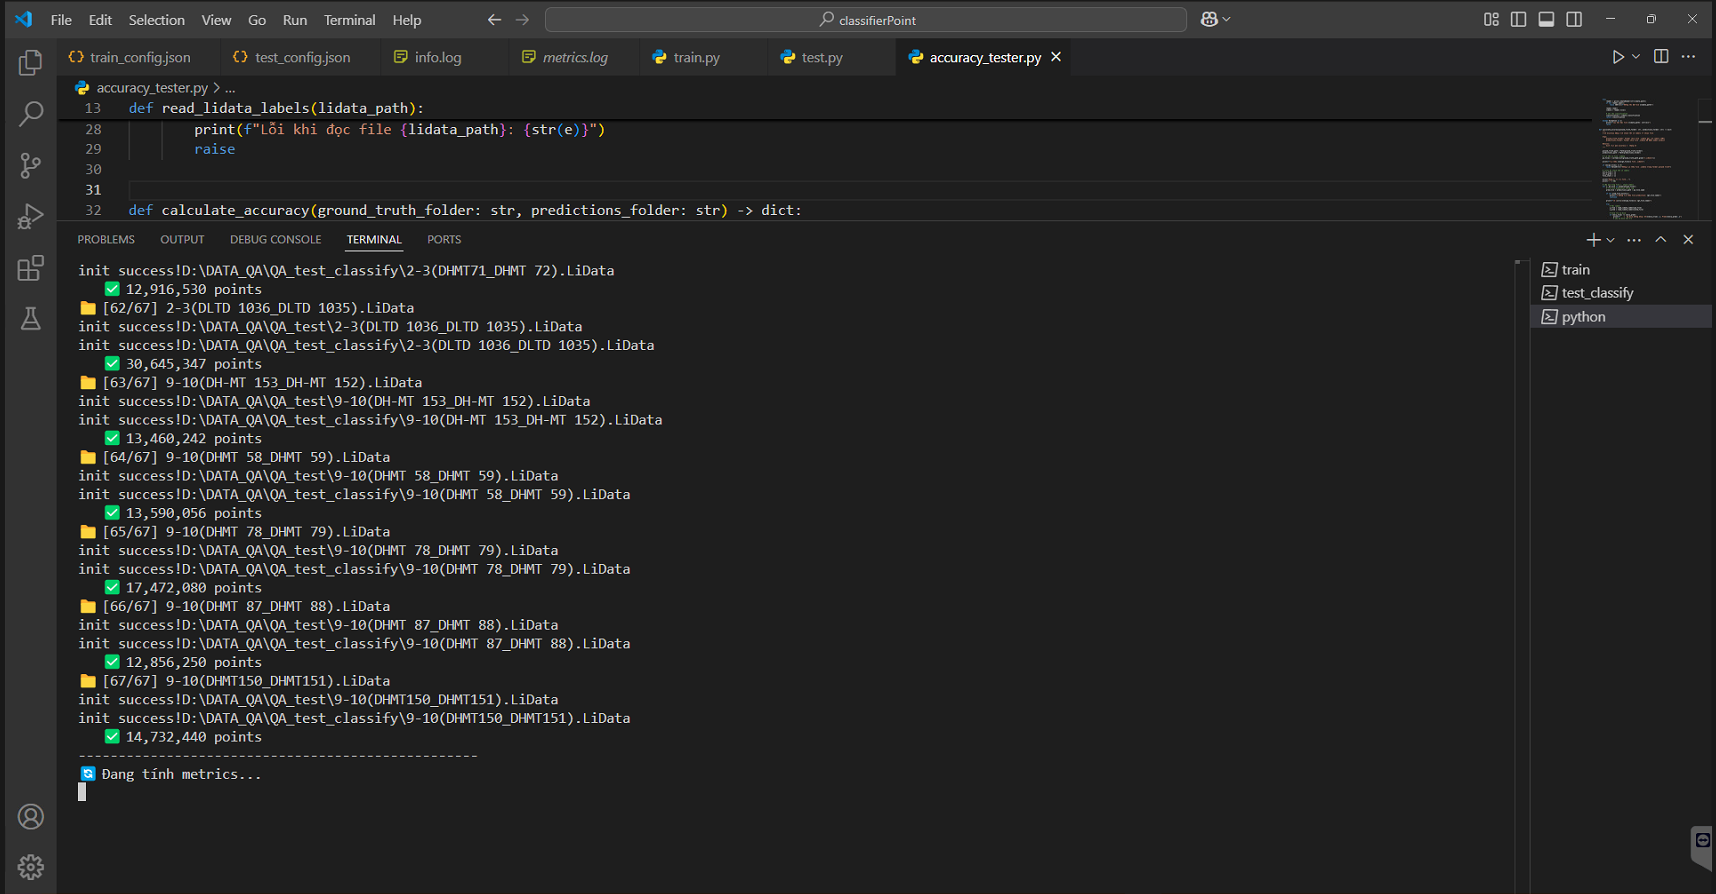 File Edit Selection View Go Run Terminal Help
classifierPoint
train_config.json test_config.json info.log metrics.log train.py test.py accuracy_tester.py
accuracy_tester.py > ...
13 def read_lidata_labels(lidata_path):
28 print(f"Lỗi khi đọc file {lidata_path}: {str(e)}")
29 raise
30
31
32 def calculate_accuracy(ground_truth_folder: str, predictions_folder: str) -> dict:
PROBLEMS OUTPUT DEBUG CONSOLE TERMINAL PORTS
init success!D:\DATA_QA\QA_test_classify\2-3(DHMT71_DHMT 72).LiData
✅ 12,916,530 points
📁 [62/67] 2-3(DLTD 1036_DLTD 1035).LiData
init success!D:\DATA_QA\QA_test\2-3(DLTD 1036_DLTD 1035).LiData
init success!D:\DATA_QA\QA_test_classify\2-3(DLTD 1036_DLTD 1035).LiData
✅ 30,645,347 points
📁 [63/67] 9-10(DH-MT 153_DH-MT 152).LiData
init success!D:\DATA_QA\QA_test\9-10(DH-MT 153_DH-MT 152).LiData
init success!D:\DATA_QA\QA_test_classify\9-10(DH-MT 153_DH-MT 152).LiData
✅ 13,460,242 points
📁 [64/67] 9-10(DHMT 58_DHMT 59).LiData
init success!D:\DATA_QA\QA_test\9-10(DHMT 58_DHMT 59).LiData
init success!D:\DATA_QA\QA_test_classify\9-10(DHMT 58_DHMT 59).LiData
✅ 13,590,056 points
📁 [65/67] 9-10(DHMT 78_DHMT 79).LiData
init success!D:\DATA_QA\QA_test\9-10(DHMT 78_DHMT 79).LiData
init success!D:\DATA_QA\QA_test_classify\9-10(DHMT 78_DHMT 79).LiData
✅ 17,472,080 points
📁 [66/67] 9-10(DHMT 87_DHMT 88).LiData
init success!D:\DATA_QA\QA_test\9-10(DHMT 87_DHMT 88).LiData
init success!D:\DATA_QA\QA_test_classify\9-10(DHMT 87_DHMT 88).LiData
✅ 12,856,250 points
📁 [67/67] 9-10(DHMT150_DHMT151).LiData
init success!D:\DATA_QA\QA_test\9-10(DHMT150_DHMT151).LiData
init success!D:\DATA_QA\QA_test_classify\9-10(DHMT150_DHMT151).LiData
✅ 14,732,440 points
--------------------------------------------------
🔄 Đang tính metrics...
train
test_classify
python